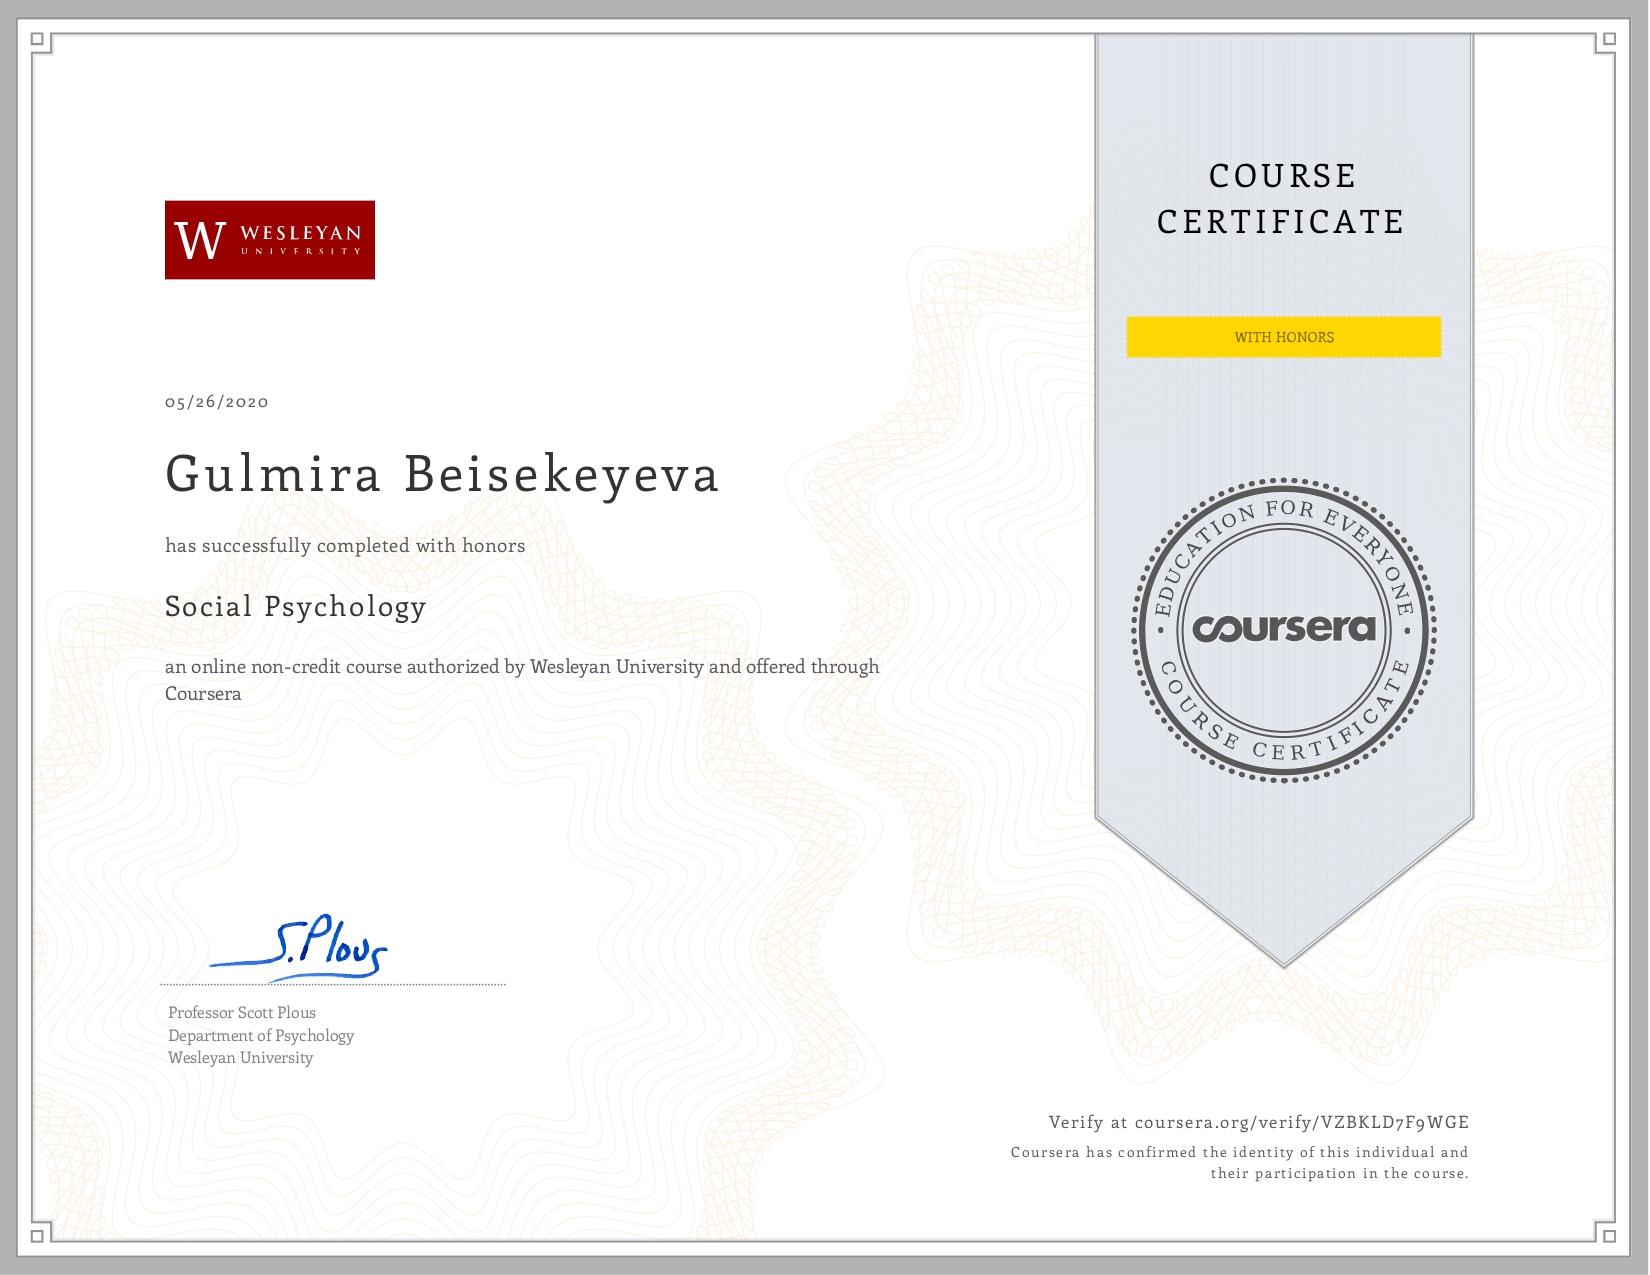 W WESLEYAN
UNIVERSITY
COURSE
CERTIFICATE
WITH HONORS
05/26/2020
Gulmira Beisekeyeva
has successfully completed with honors
Social Psychology
an online non-credit course authorized by Wesleyan University and offered through
Coursera
EDUCATION FOR EVERYONE
coursera
COURSE CERTIFICATE
S. Plous
Professor Scott Plous
Department of Psychology
Wesleyan University
Verify at coursera.org/verify/VZBKLD7F9WGE
Coursera has confirmed the identity of this individual and
their participation in the course.